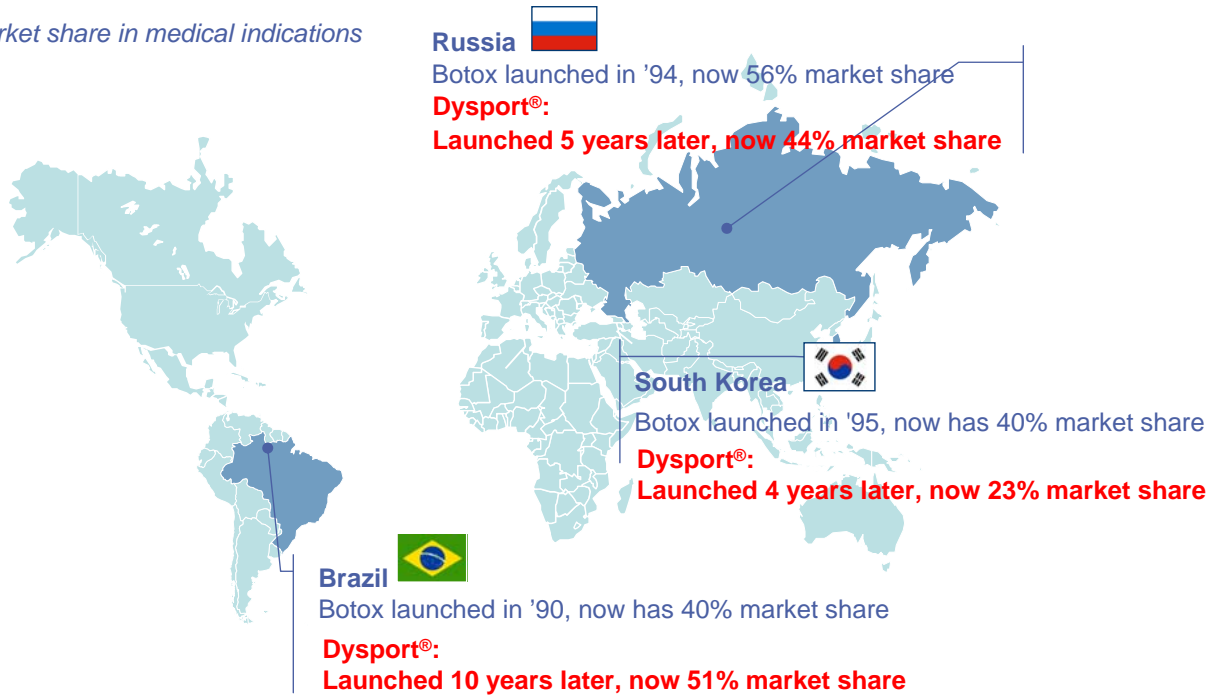 market share in medical indications
Russia
Botox launched in ’94, now 56% market share
Dysport®:
Launched 5 years later, now 44% market share
South Korea
Botox launched in '95, now has 40% market share
Dysport®:
Launched 4 years later, now 23% market share
Brazil
Botox launched in ’90, now has 40% market share
Dysport®:
Launched 10 years later, now 51% market share